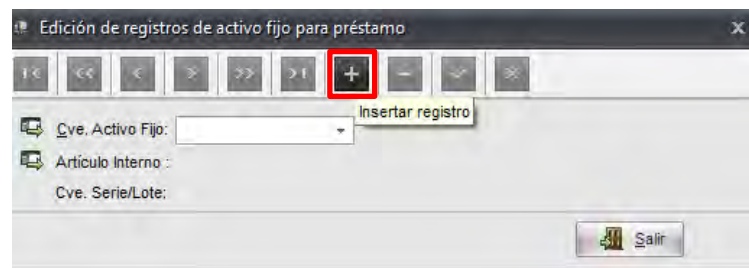 Edición de registros de activo fijo para préstamo
Insertar registro
Cve. Activo Fijo:
Artículo Interno :
Cve. Serie/Lote:
Salir